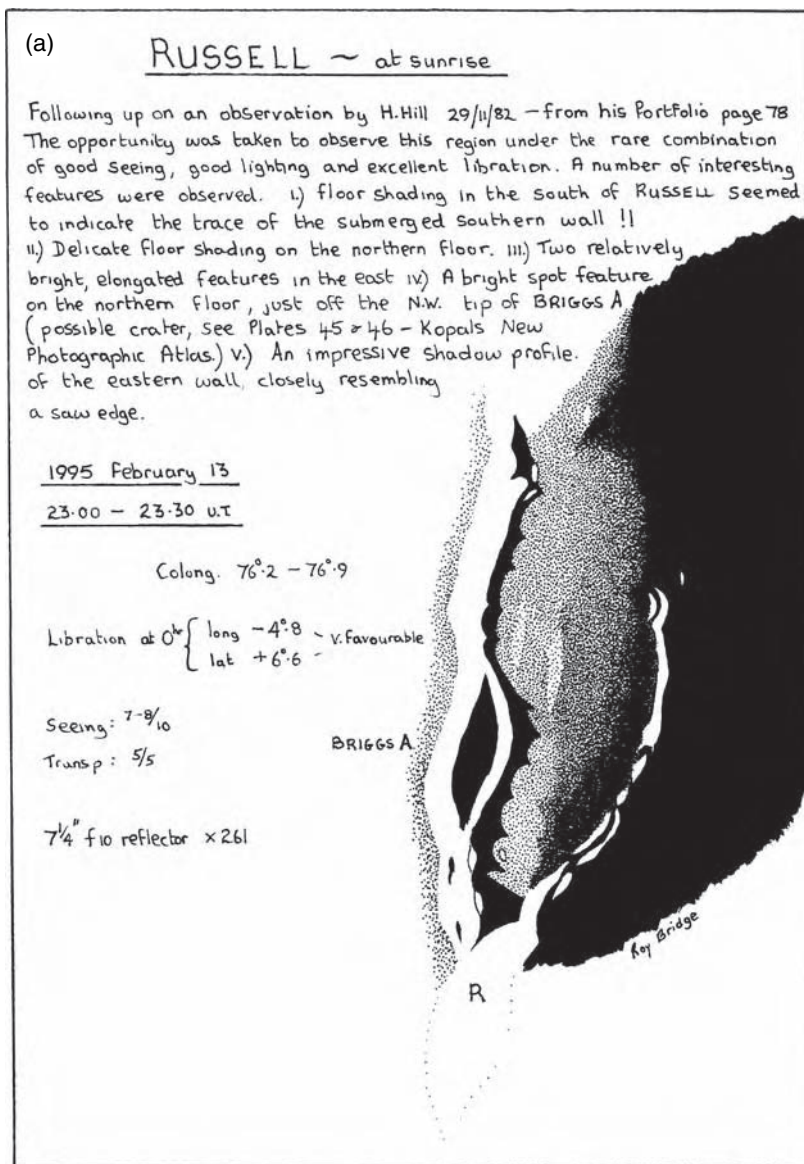 (a)
RUSSELL ~ at sunrise
Following up on an observation by H.Hill 29/11/82 - from his Portfolio page 78
The opportunity was taken to observe this region under the rare combination
of good seeing, good lighting and excellent libration. A number of interesting
features were observed. I.) floor shading in the south of RUSSELL seemed
to indicate the trace of the submerged southern wall !!
II.) Delicate floor shading on the northern floor. III.) Two relatively
bright, elongated features in the east IV.) A bright spot feature
on the northern floor, just off the N.W. tip of BRIGGS A
(possible crater, see Plates 45 & 46 - Kopals New
Photographic Atlas.) V.) An impressive shadow profile.
of the eastern wall, closely resembling
a saw edge.
1995 February 13
23.00 - 23.30 U.T
Colong. 76°.2 - 76°.9
Libration at 0hr { long -4°.8 - V. Favourable
lat +6°.6 -
Seeing: 7-8/10
BRIGGS A.
Transp: 5/5
7 1/4" f10 reflector x261
Roy Bridge
R